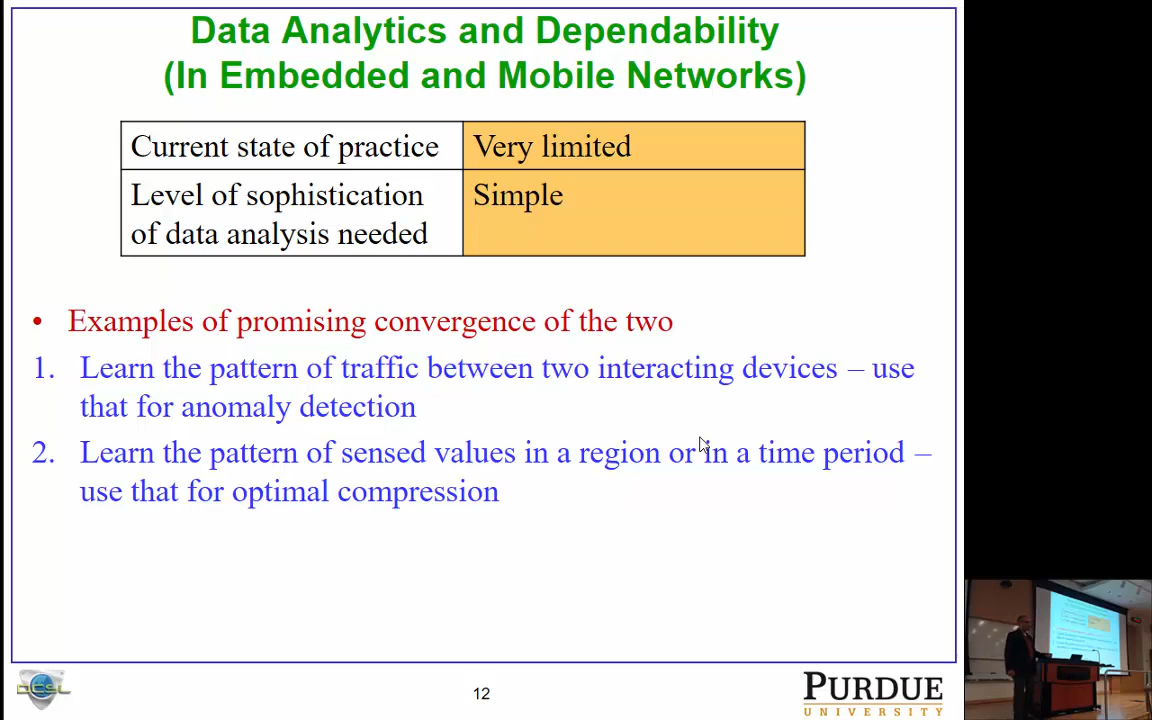 Data Analytics and Dependability
(In Embedded and Mobile Networks)
Current state of practice
Very limited
Level of sophistication
of data analysis needed
Simple
• Examples of promising convergence of the two
1. Learn the pattern of traffic between two interacting devices – use
that for anomaly detection
2. Learn the pattern of sensed values in a region or in a time period –
use that for optimal compression
DCSL
12
PURDUE
UNIVERSITY